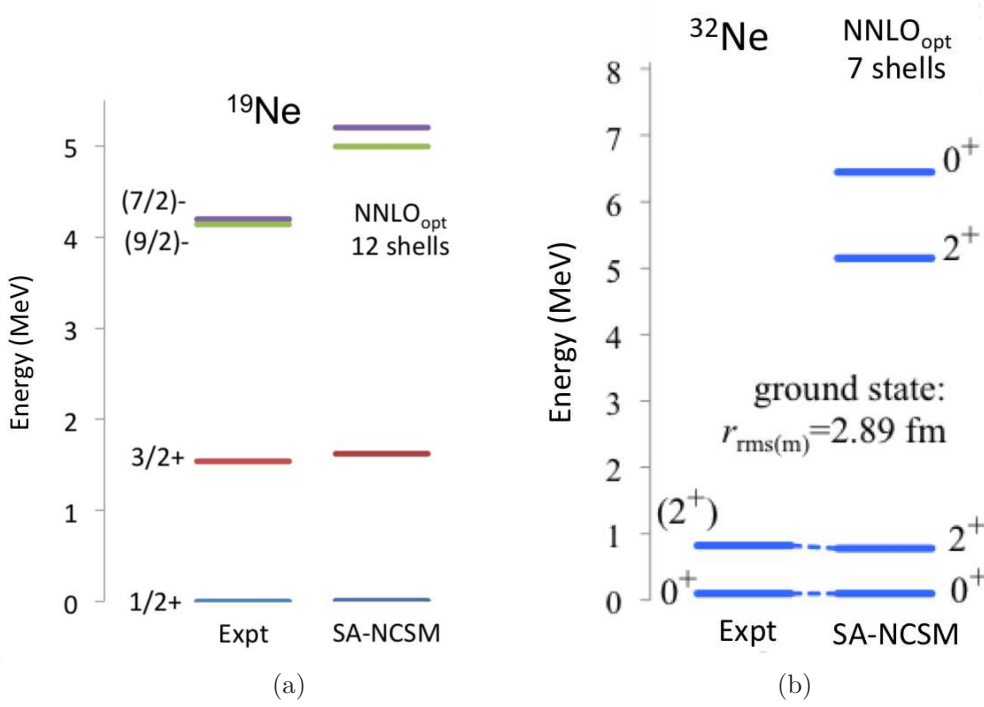 ¹⁹Ne
Energy (MeV)
5
4
3
2
1
0
(7/2)-
(9/2)-
3/2+
1/2+
NNLOopt
12 shells
Expt
SA-NCSM
(a)
³²Ne
NNLOopt
7 shells
Energy (MeV)
8
7
6
5
4
3
2
1
0
0⁺
2⁺
ground state:
rrms(m)=2.89 fm
(2⁺)
2⁺
0⁺
0⁺
Expt
SA-NCSM
(b)